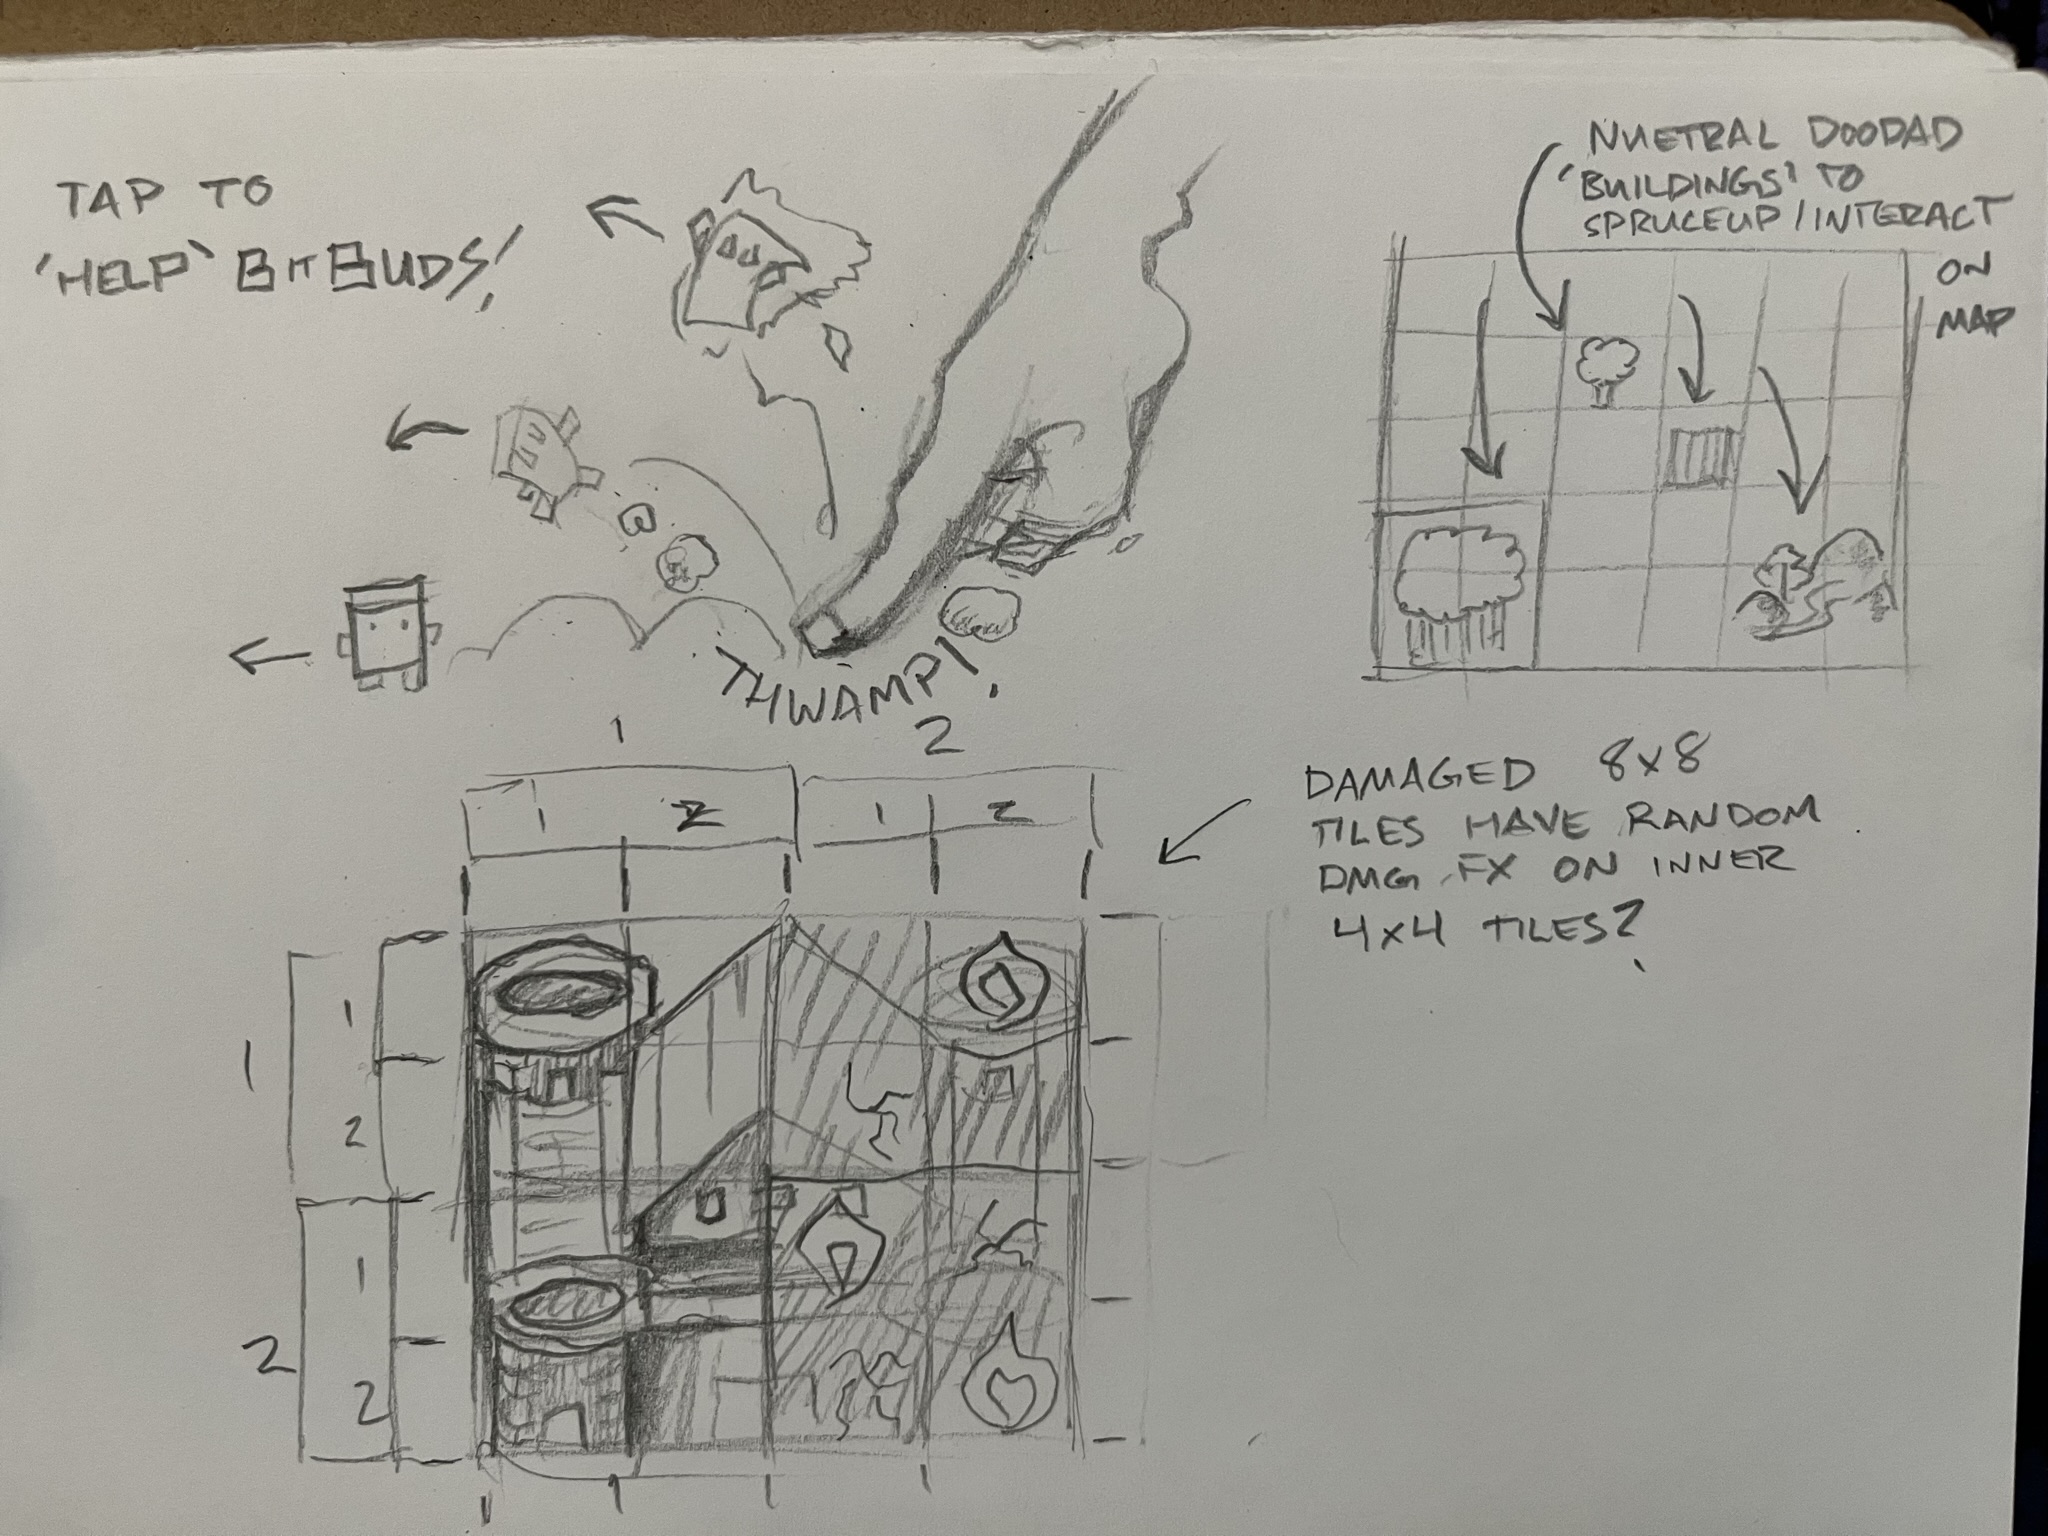 TAP TO
'HELP' BITBUDS!
NUETRAL DOODAD
'BUILDINGS' TO
SPRUCEUP / INTERACT
ON
MAP
THWAMP!
1 2
1 2 1 2
DAMAGED 8x8
TILES HAVE RANDOM
DMG FX ON INNER
4x4 TILES?
1
1
2
1
2
2